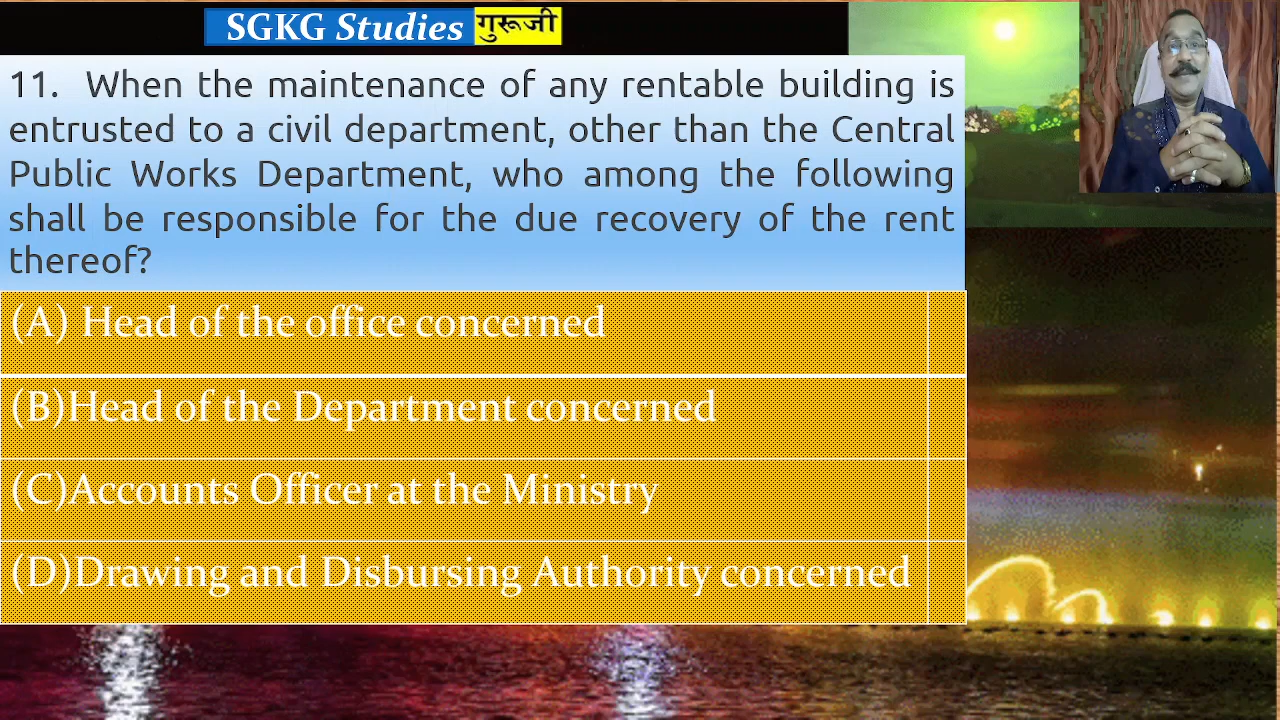 SGKG Studies गुरूजी
11. When the maintenance of any rentable building is
entrusted to a civil department, other than the Central
Public Works Department, who among the following
shall be responsible for the due recovery of the rent
thereof?
(A) Head of the office concerned
(B)Head of the Department concerned
(C)Accounts Officer at the Ministry
(D)Drawing and Disbursing Authority concerned